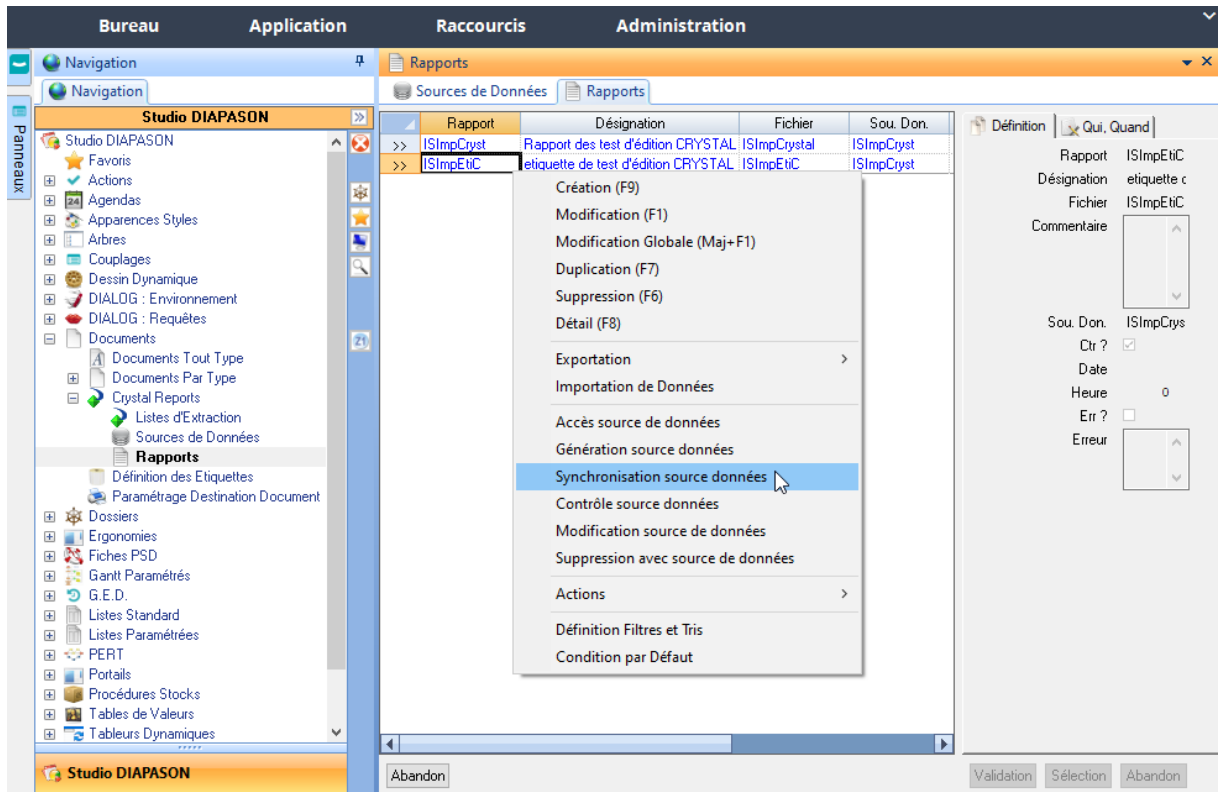 Bureau Application Raccourcis Administration
Panneaux
Navigation
Navigation
Studio DIAPASON
Studio DIAPASON
Favoris
Actions
Agendas
Apparences Styles
Arbres
Couplages
Dessin Dynamique
DIALOG : Environnement
DIALOG : Requêtes
Documents
Documents Tout Type
Documents Par Type
Crystal Reports
Listes d'Extraction
Sources de Données
Rapports
Définition des Etiquettes
Paramétrage Destination Document
Dossiers
Ergonomies
Fiches PSD
Gantt Paramétrés
G.E.D.
Listes Standard
Listes Paramétrées
PERT
Portails
Procédures Stocks
Tables de Valeurs
Tableurs Dynamiques
Studio DIAPASON
Rapports
Sources de Données Rapports
Rapport Désignation Fichier Sou. Don.
>> ISImpCryst Rapport des test d'édition CRYSTAL ISImpCrystal ISImpCryst
>> ISImpEtiC etiquette de test d'édition CRYSTAL ISImpEtiC ISImpCryst
Création (F9)
Modification (F1)
Modification Globale (Maj+F1)
Duplication (F7)
Suppression (F6)
Détail (F8)
Exportation
Importation de Données
Accès source de données
Génération source données
Synchronisation source données
Contrôle source données
Modification source de données
Suppression avec source de données
Actions
Définition Filtres et Tris
Condition par Défaut
Abandon
Définition Qui, Quand
Rapport ISImpEtiC
Désignation etiquette c
Fichier ISImpEtiC
Commentaire
Sou. Don. ISImpCrys
Ctr ?
Date
Heure 0
Err ?
Erreur
Validation Sélection Abandon